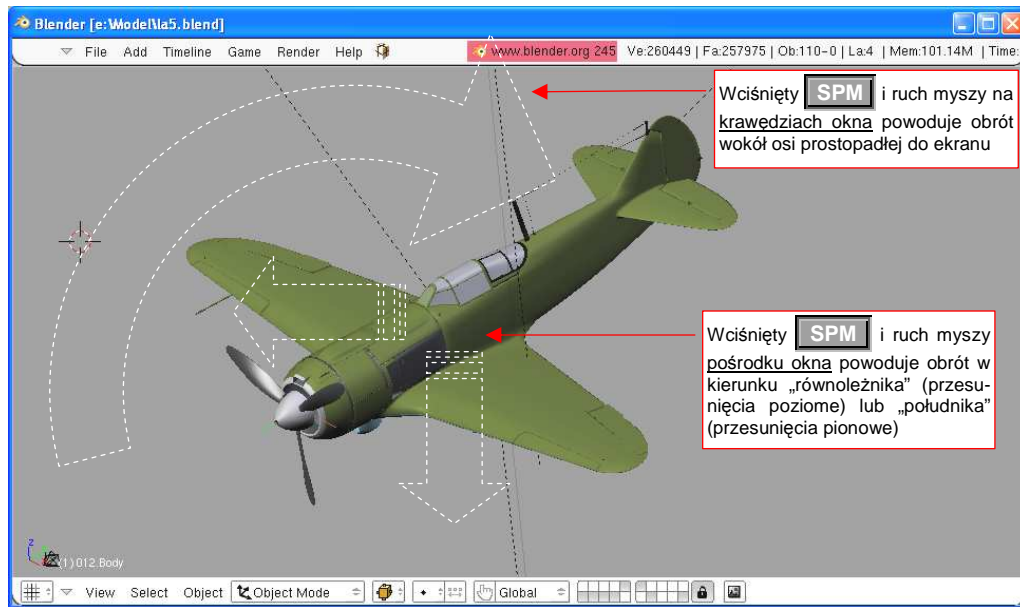 Blender [e:\Model\la5.blend]
File Add Timeline Game Render Help www.blender.org 245 Ve:260449 | Fa:257975 | Ob:110-0 | La:4 | Mem:101.14M | Time:
Wciśnięty SPM i ruch myszy na
krawędziach okna powoduje obrót
wokół osi prostopadłej do ekranu
Wciśnięty SPM i ruch myszy
pośrodku okna powoduje obrót w
kierunku „równoleżnika” (przesu-
nięcia poziome) lub „południka”
(przesunięcia pionowe)
z
(1) 012 Body
View Select Object Object Mode Global